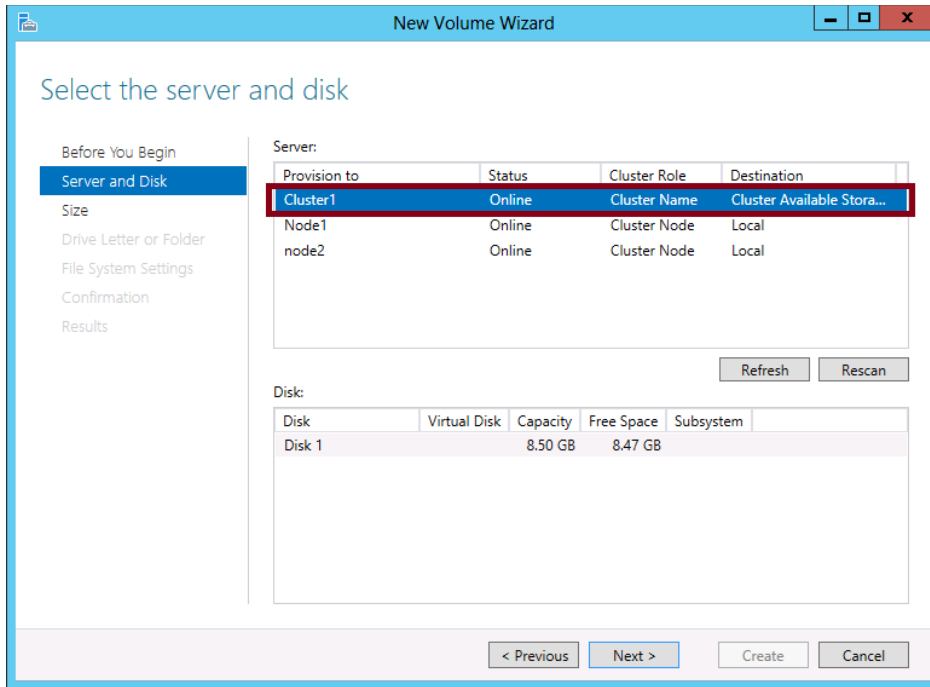 New Volume Wizard
Select the server and disk
Before You Begin
Server and Disk
Size
Drive Letter or Folder
File System Settings
Confirmation
Results
Server:
Provision to Status Cluster Role Destination
Cluster1 Online Cluster Name Cluster Available Stora...
Node1 Online Cluster Node Local
node2 Online Cluster Node Local
Refresh Rescan
Disk:
Disk Virtual Disk Capacity Free Space Subsystem
Disk 1 8.50 GB 8.47 GB
< Previous Next > Create Cancel